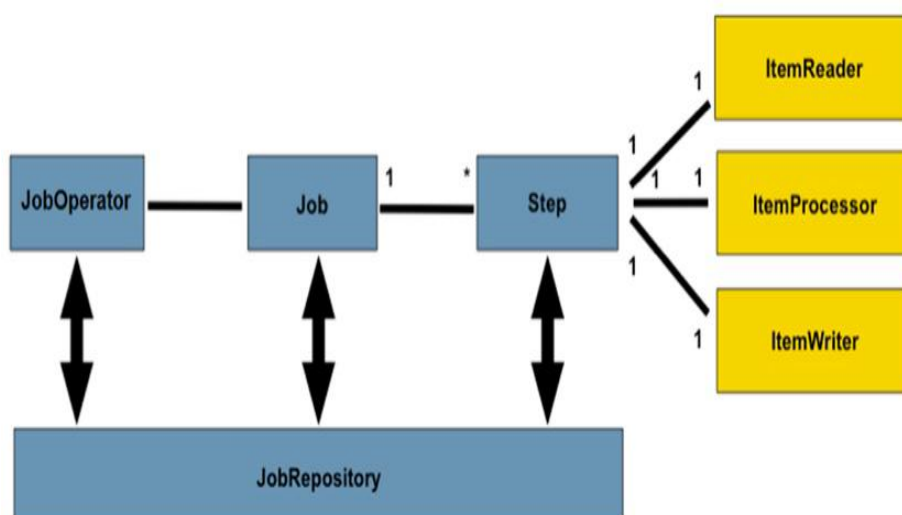 ItemReader
1
1
JobOperator
Job
1
*
Step
1
1
ItemProcessor
1
1
ItemWriter
JobRepository